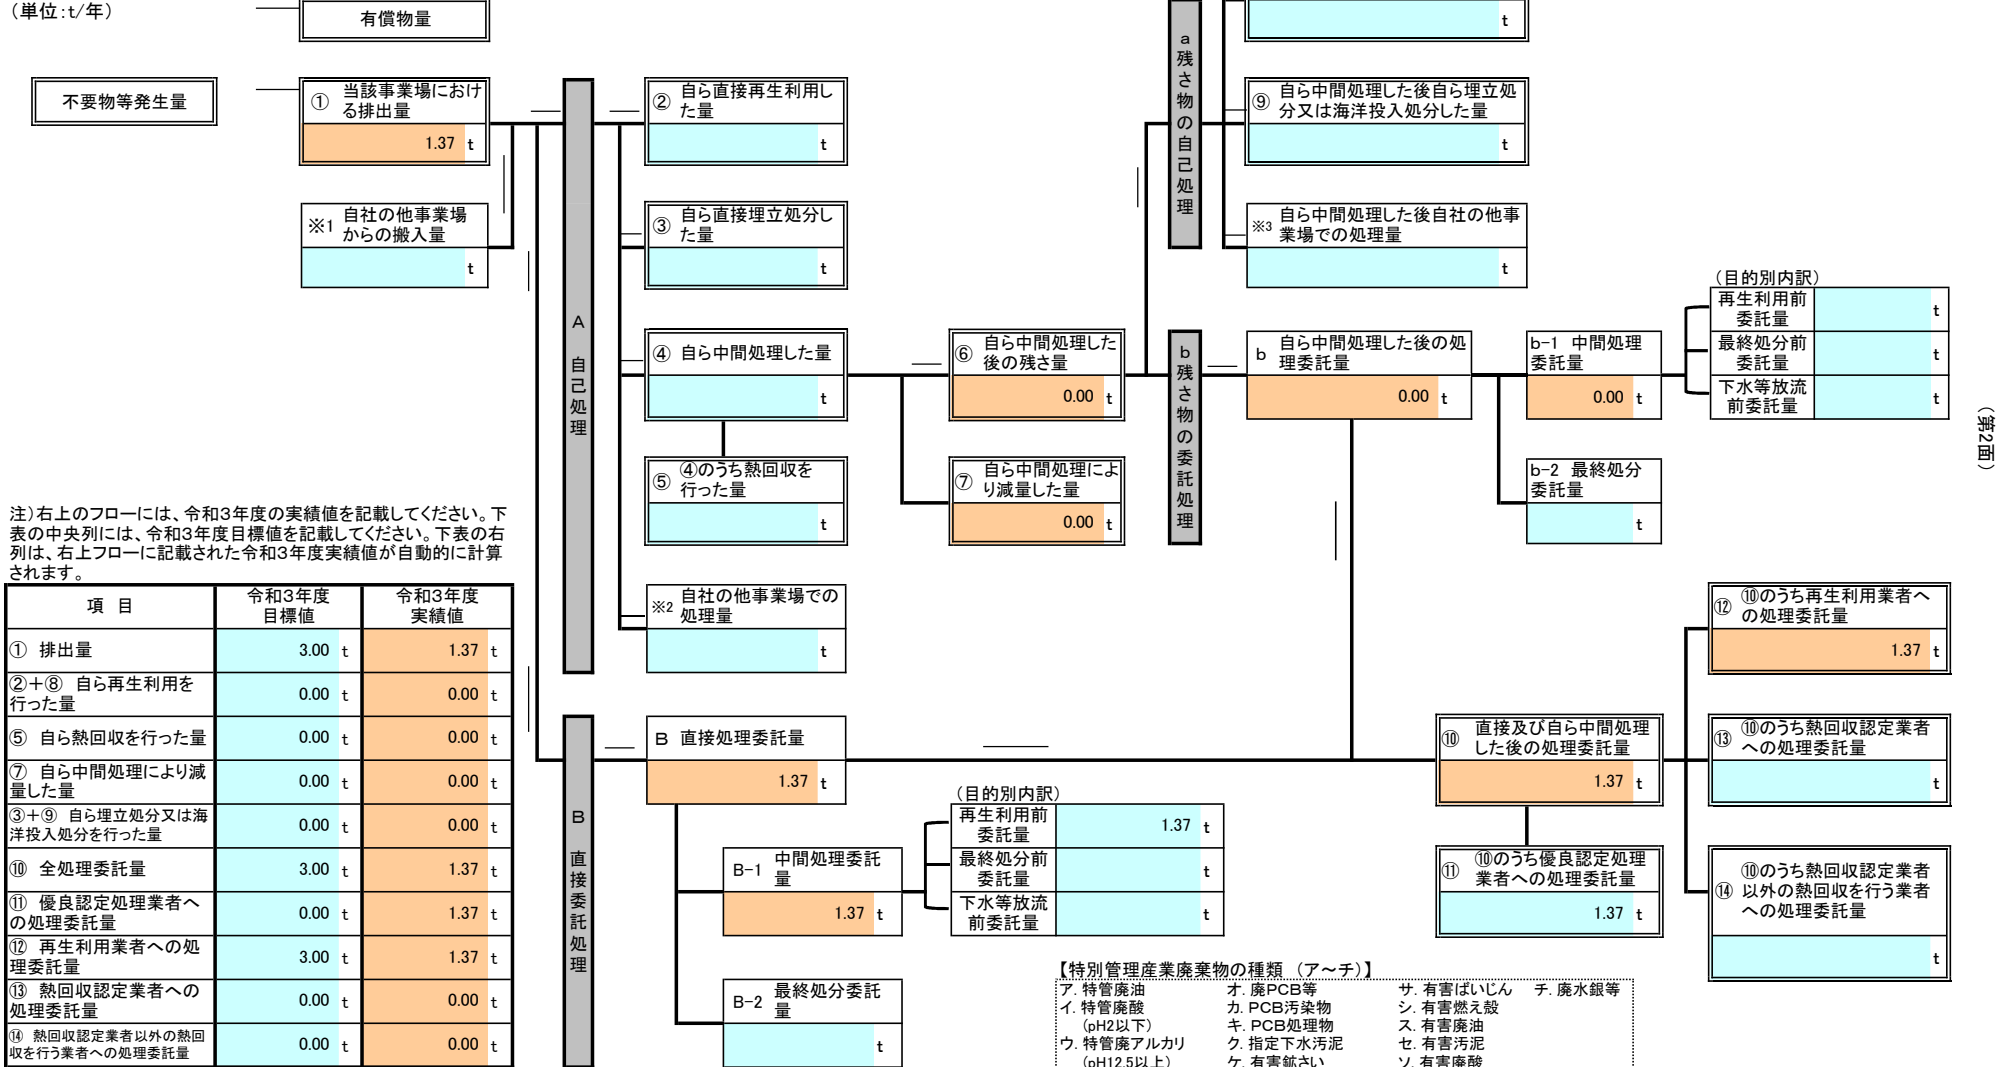 （単位:t/年）
有償物量
不要物等発生量
① 当該事業場におけ
る排出量
1.37 t
※1 自社の他事業場
からの搬入量
t
A 自己処理
② 自ら直接再生利用し
た量
t
③ 自ら直接埋立処分し
た量
t
④ 自ら中間処理した量
t
⑤ ④のうち熱回収を
行った量
t
※2 自社の他事業場での
処理量
t
⑥ 自ら中間処理した
後の残さ量
0.00 t
⑦ 自ら中間処理によ
り減量した量
0.00 t
a 残さ物の自己処理
t
⑨ 自ら中間処理した後自ら埋立処
分又は海洋投入処分した量
t
※3 自ら中間処理した後自社の他事
業場での処理量
t
b 残さ物の委託処理
b 自ら中間処理した後の処
理委託量
0.00 t
b-1 中間処理
委託量
0.00 t
b-2 最終処分
委託量
t
（目的別内訳）
再生利用前
委託量
t
最終処分前
委託量
t
下水等放流
前委託量
t
（第2面）
注）右上のフローには、令和3年度の実績値を記載してください。下
表の中央列には、令和3年度目標値を記載してください。下表の右
列は、右上フローに記載された令和3年度実績値が自動的に計算
されます。
項 目 令和3年度 目標値 令和3年度 実績値
① 排出量 3.00 t 1.37 t
②＋⑧ 自ら再生利用を
行った量 0.00 t 0.00 t
⑤ 自ら熱回収を行った量 0.00 t 0.00 t
⑦ 自ら中間処理により減
量した量 0.00 t 0.00 t
③＋⑨ 自ら埋立処分又は海
洋投入処分を行った量 0.00 t 0.00 t
⑩ 全処理委託量 3.00 t 1.37 t
⑪ 優良認定処理業者へ
の処理委託量 0.00 t 1.37 t
⑫ 再生利用業者への処
理委託量 3.00 t 1.37 t
⑬ 熱回収認定業者への
処理委託量 0.00 t 0.00 t
⑭ 熱回収認定業者以外の熱回
収を行う業者への処理委託量 0.00 t 0.00 t
B 直接委託処理
B 直接処理委託量
1.37 t
B-1 中間処理委託
量
1.37 t
B-2 最終処分委託
量
t
（目的別内訳）
再生利用前
委託量
1.37 t
最終処分前
委託量
t
下水等放流
前委託量
t
⑩ 直接及び自ら中間処理
した後の処理委託量
1.37 t
⑪ ⑩のうち優良認定処理
業者への処理委託量
1.37 t
⑫ ⑩のうち再生利用業者へ
の処理委託量
1.37 t
⑬ ⑩のうち熱回収認定業者
への処理委託量
t
⑭ ⑩のうち熱回収認定業者
以外の熱回収を行う業者
への処理委託量
t
【特別管理産業廃棄物の種類 （ア～チ）】
ア. 特管廃油 オ. 廃PCB等 サ. 有害ばいじん チ. 廃水銀等
イ. 特管廃酸 カ. PCB汚染物 シ. 有害燃え殻
（pH2以下） キ. PCB処理物 ス. 有害廃油
ウ. 特管廃アルカリ ク. 指定下水汚泥 セ. 有害汚泥
（pH12.5以上） ケ. 有害鉱さい ソ. 有害廃酸